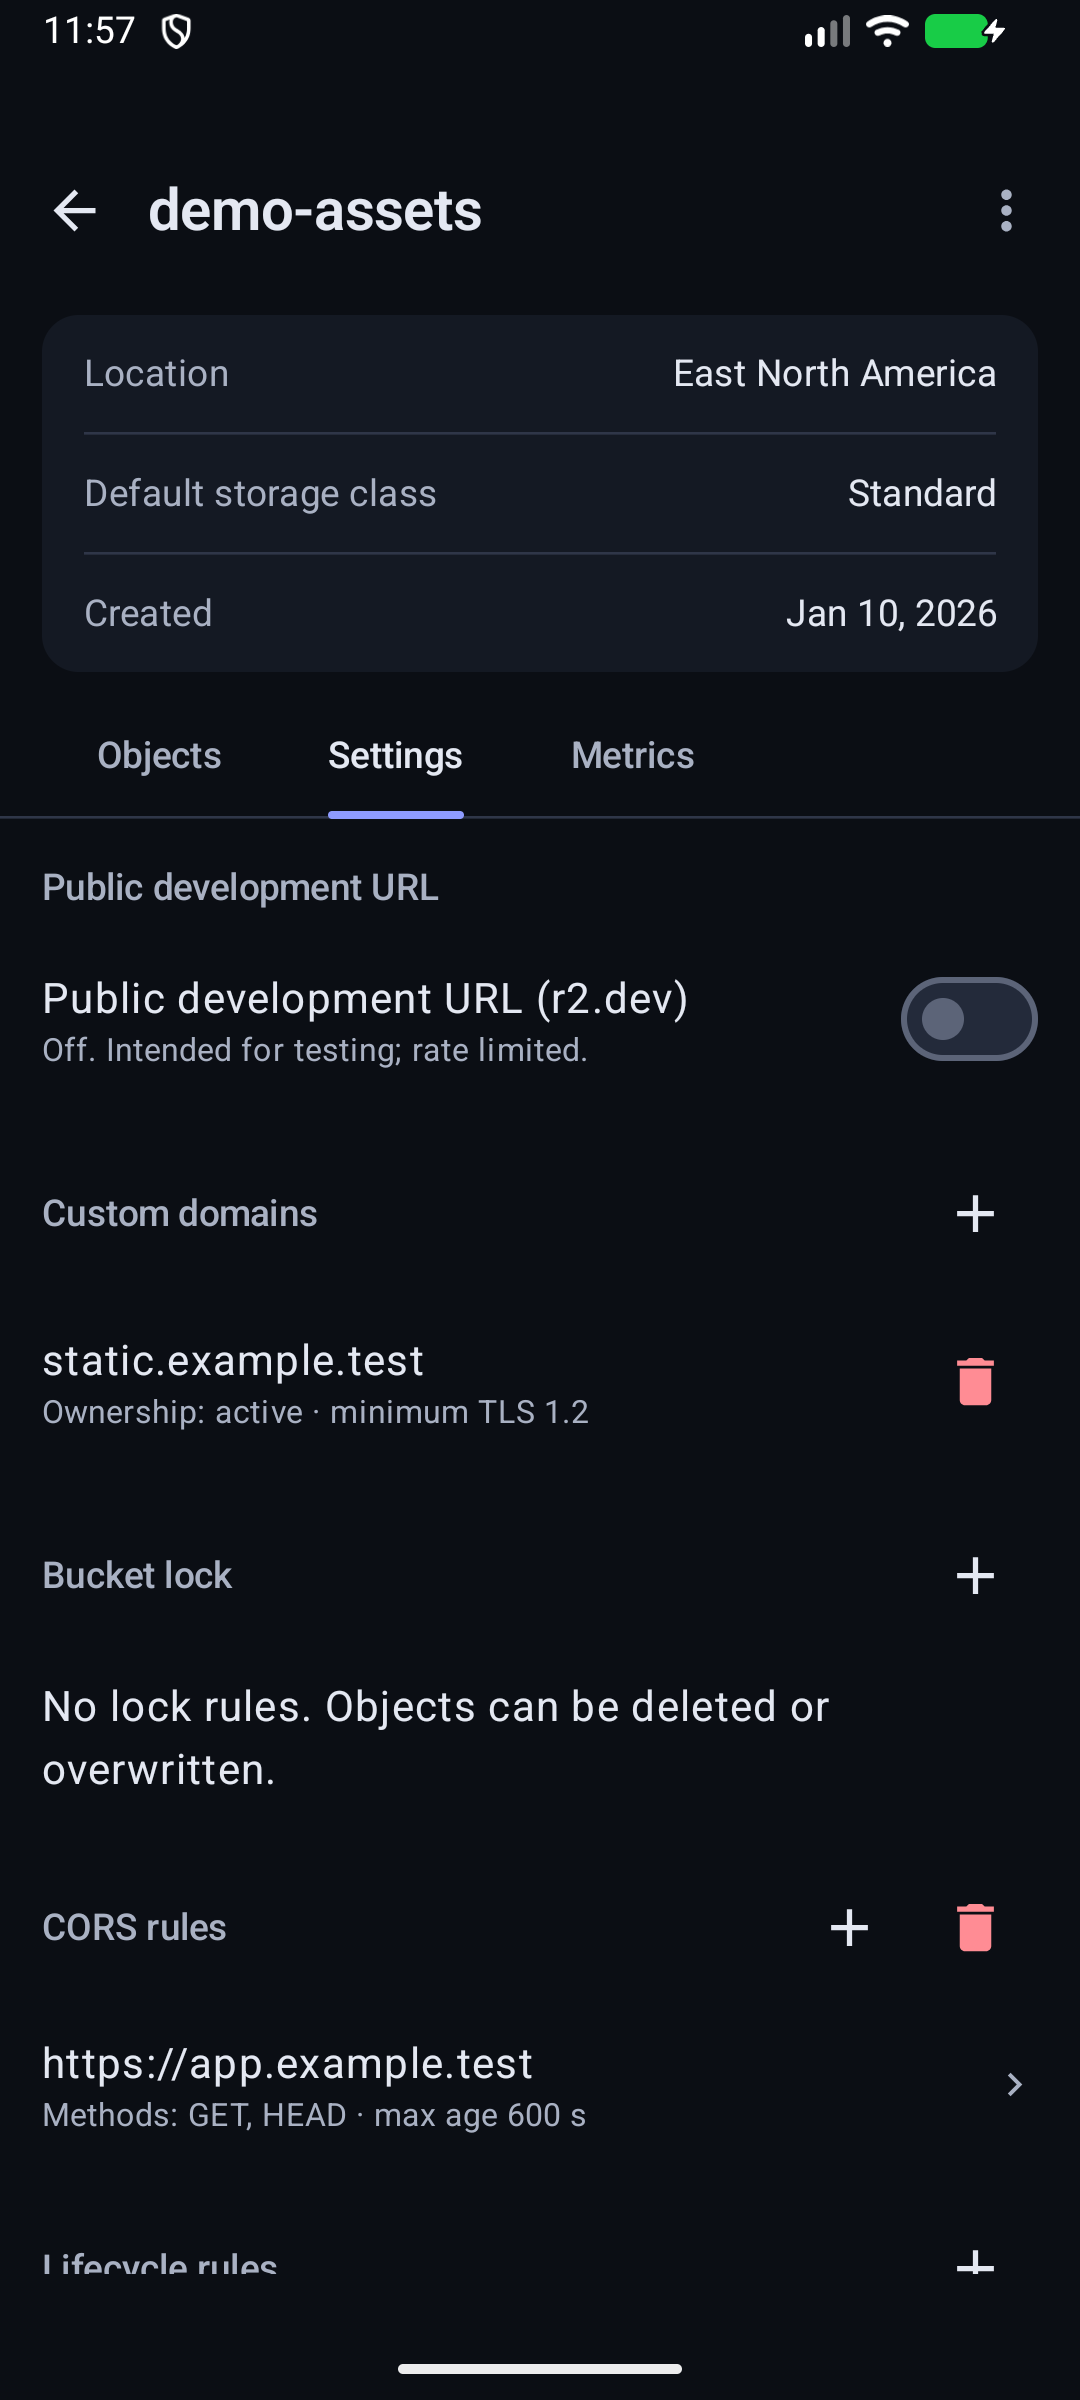 11:57
demo-assets
Location East North America
Default storage class Standard
Created Jan 10, 2026
Objects Settings Metrics
Public development URL
Public development URL (r2.dev)
Off. Intended for testing; rate limited.
Custom domains
static.example.test
Ownership: active · minimum TLS 1.2
Bucket lock
No lock rules. Objects can be deleted or
overwritten.
CORS rules
https://app.example.test
Methods: GET, HEAD · max age 600 s
Lifecycle rules